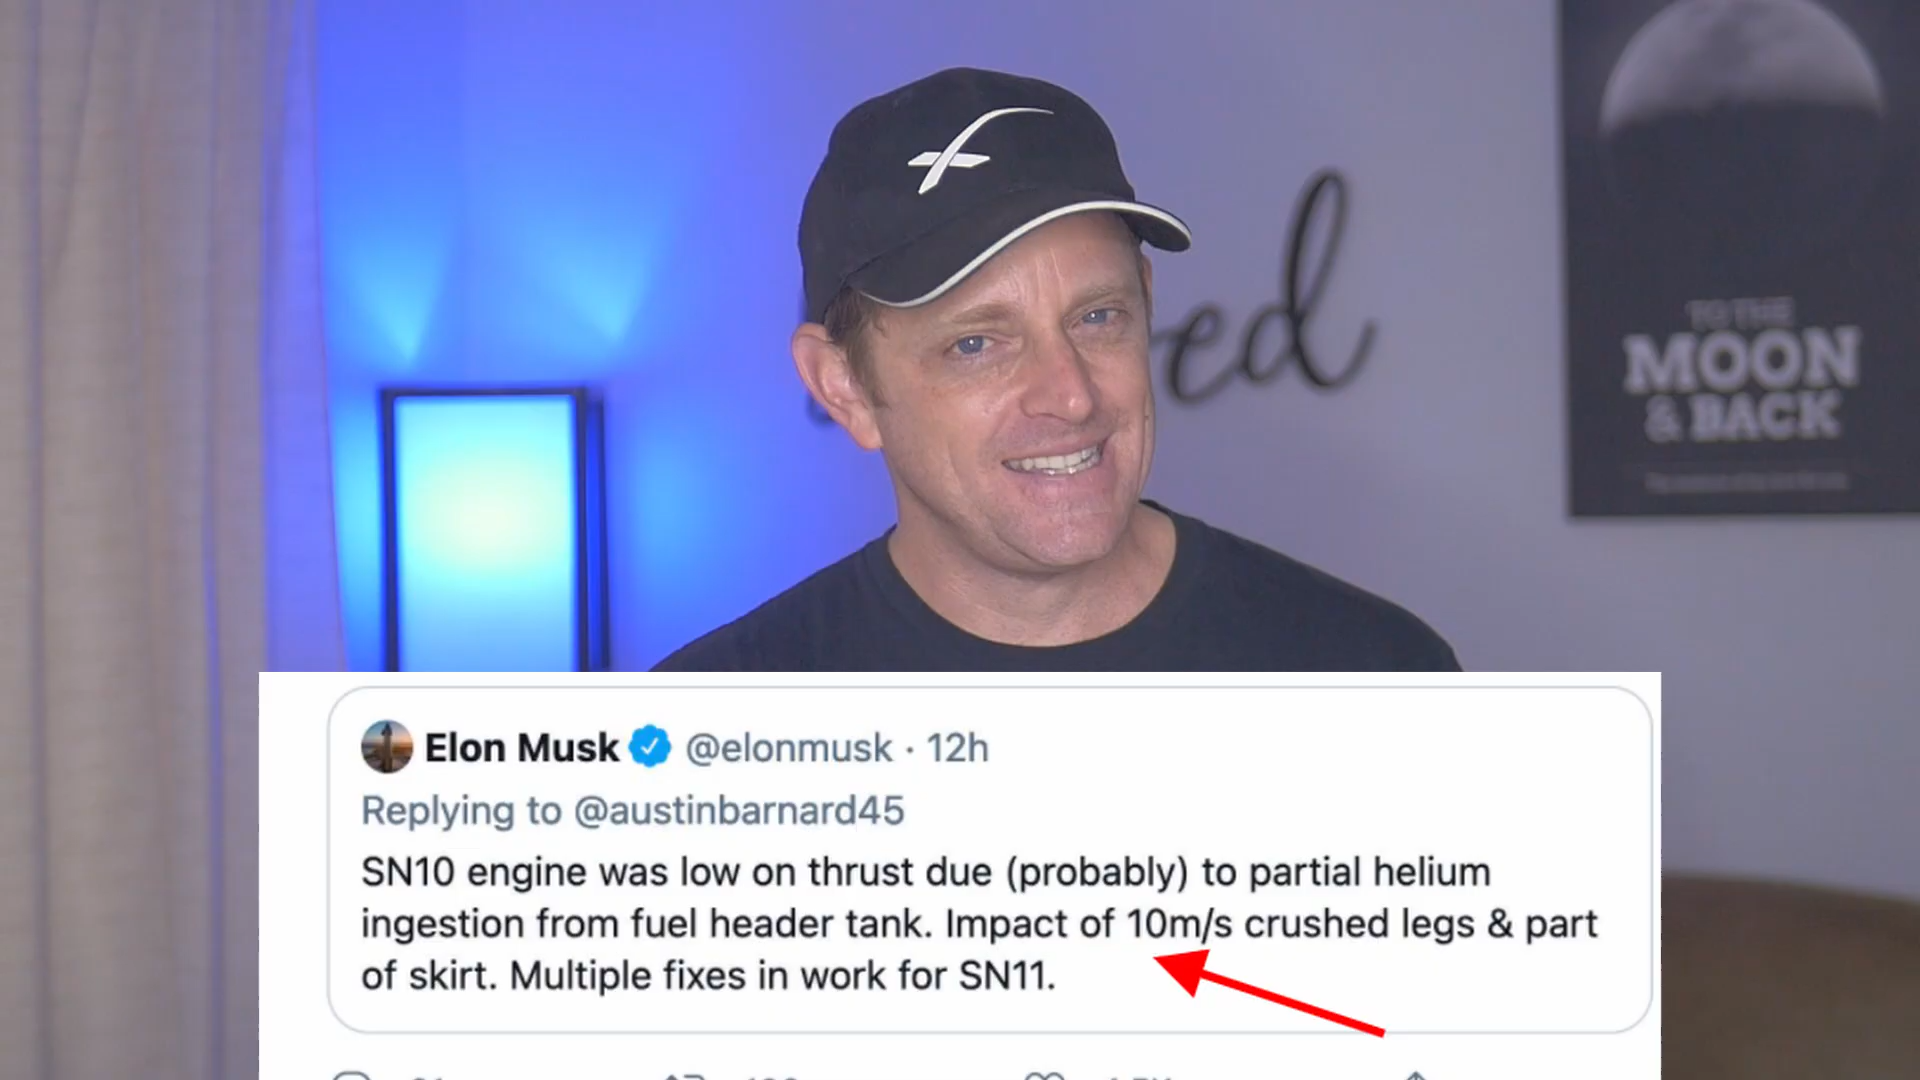 ed
TO THE
MOON
& BACK
Elon Musk @elonmusk · 12h
Replying to @austinbarnard45
SN10 engine was low on thrust due (probably) to partial helium
ingestion from fuel header tank. Impact of 10m/s crushed legs & part
of skirt. Multiple fixes in work for SN11.